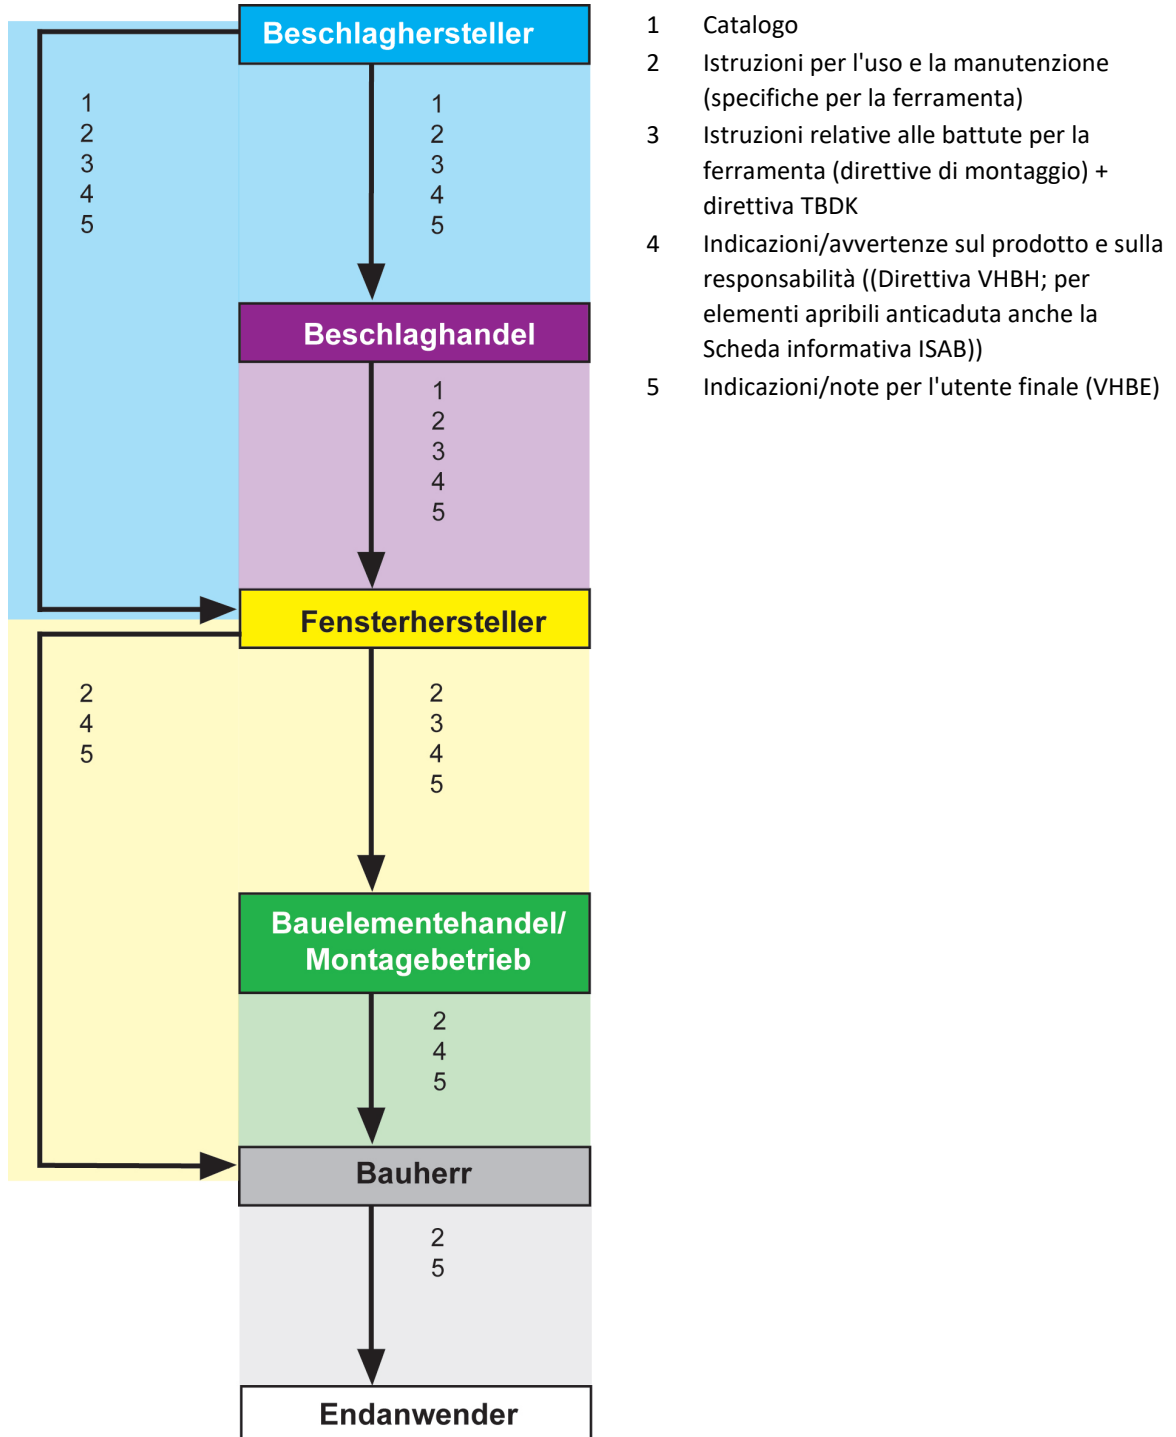 Beschlaghersteller
1
2
3
4
5
1
2
3
4
5
Beschlaghandel
1
2
3
4
5
Fensterhersteller
2
4
5
2
3
4
5
Bauelementehandel/
Montagebetrieb
2
4
5
Bauherr
2
5
Endanwender
1 Catalogo
2 Istruzioni per l'uso e la manutenzione
(specifiche per la ferramenta)
3 Istruzioni relative alle battute per la
ferramenta (direttive di montaggio) +
direttiva TBDK
4 Indicazioni/avvertenze sul prodotto e sulla
responsabilità ((Direttiva VHBH; per
elementi apribili anticaduta anche la
Scheda informativa ISAB))
5 Indicazioni/note per l'utente finale (VHBE)